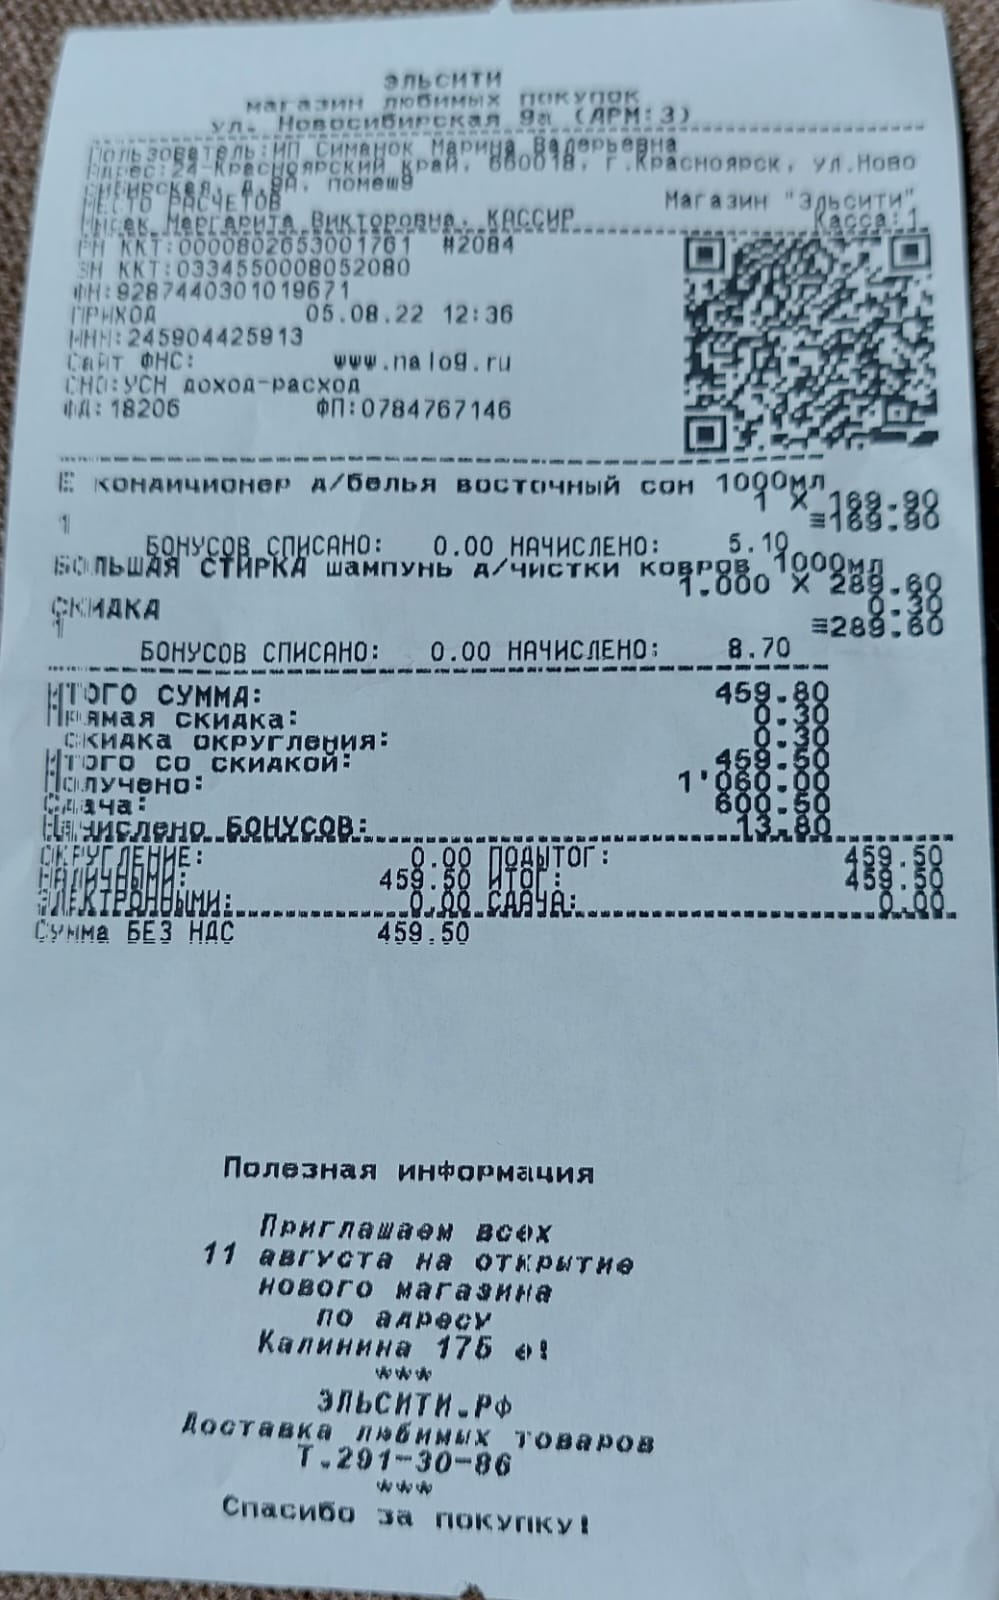 ЭЛЬСИТИ
магазин любимых покупок
ул. Новосибирская 9а (АРМ:3)
Пользователь:ИП Симанюк Марина Валерьевна
Адрес:24-Красноярский край, 660018, г.Красноярск, ул.Ново
сибирская, д.9А, помещ9
МЕСТО РАСЧЕТОВ Магазин "Эльсити",
Маргарита Викторовна, КАССИР Касса:1
РН ККТ:0000802653001761 #2084
ЗН ККТ:0334550008052080
ФН:9287440301019671
ПРИХОД 05.08.22 12:36
ИНН:245904425913
Сайт ФНС: www.nalog.ru
СНО:УСН доход-расход
ФД:18206 ФП:0784767146
Е кондиционер д/белья восточный сон 1000мл
1 X 169.90
1 ≡169.90
БОНУСОВ СПИСАНО: 0.00 НАЧИСЛЕНО: 5.10
БОЛЬШАЯ СТИРКА шампунь д/чистки ковров 1000мл
1.000 X 289.60
СКИДКА 0.30
1 ≡289.60
БОНУСОВ СПИСАНО: 0.00 НАЧИСЛЕНО: 8.70
ИТОГО СУММА: 459.80
Прямая скидка: 0.30
скидка округления: 0.30
Итого со скидкой: 459.50
Получено: 1'060.00
Сдача: 600.50
Начислено БОНУСОВ: 13.80
ОКРУГЛЕНИЕ: 0.00 ПОДЫТОГ: 459.50
НАЛИЧНЫМИ: 459.50 ИТОГ: 459.50
ЭЛЕКТРОННЫМИ: 0.00 СДАЧА: 0.00
Сумма БЕЗ НДС 459.50
Полезная информация
Приглашаем всех
11 августа на открытие
нового магазина
по адресу
Калинина 175 е!
***
ЭЛЬСИТИ.РФ
Доставка любимых товаров
Т.291-30-86
***
Спасибо за покупку!